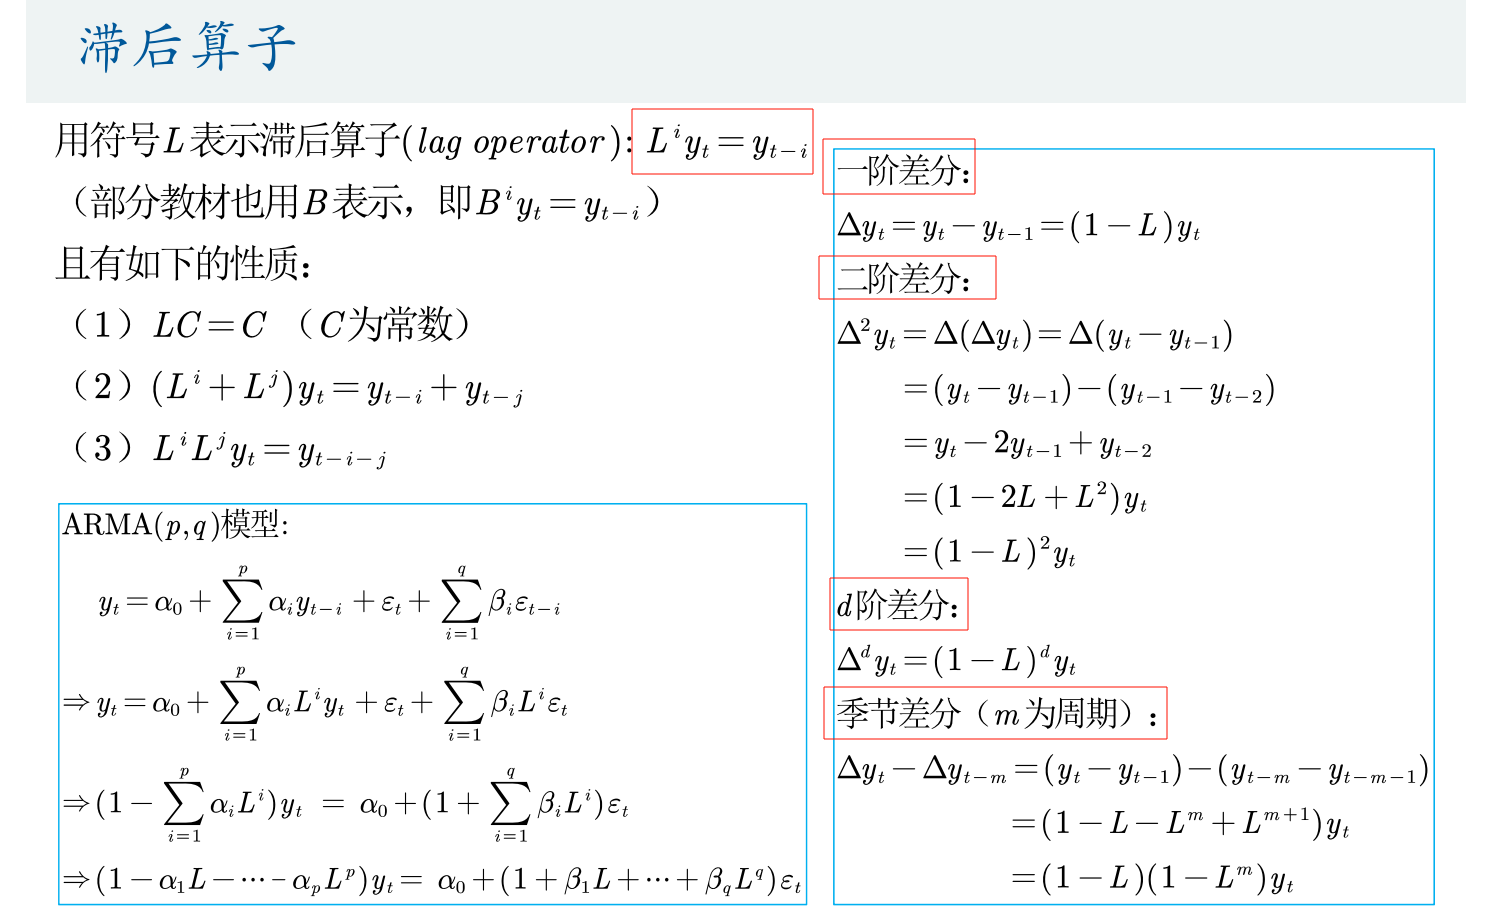 滞后算子
用符号L表示滞后算子(lag operator): L^i y_t = y_{t-i}
（部分教材也用B表示，即B^i y_t = y_{t-i}）
且有如下的性质：
（1）LC = C （C为常数）
（2）(L^i + L^j)y_t = y_{t-i} + y_{t-j}
（3）L^i L^j y_t = y_{t-i-j}
ARMA(p,q)模型:
y_t = α_0 + ∑_{i=1}^{p} α_i y_{t-i} + ε_t + ∑_{i=1}^{q} β_i ε_{t-i}
⇒ y_t = α_0 + ∑_{i=1}^{p} α_i L^i y_t + ε_t + ∑_{i=1}^{q} β_i L^i ε_t
⇒ (1 - ∑_{i=1}^{p} α_i L^i)y_t = α_0 + (1 + ∑_{i=1}^{q} β_i L^i)ε_t
⇒ (1 - α_1 L - ⋯ - α_p L^p)y_t = α_0 + (1 + β_1 L + ⋯ + β_q L^q)ε_t
一阶差分：
Δy_t = y_t - y_{t-1} = (1 - L)y_t
二阶差分：
Δ^2 y_t = Δ(Δy_t) = Δ(y_t - y_{t-1})
= (y_t - y_{t-1}) - (y_{t-1} - y_{t-2})
= y_t - 2y_{t-1} + y_{t-2}
= (1 - 2L + L^2)y_t
= (1 - L)^2 y_t
d阶差分：
Δ^d y_t = (1 - L)^d y_t
季节差分（m为周期）：
Δy_t - Δy_{t-m} = (y_t - y_{t-1}) - (y_{t-m} - y_{t-m-1})
= (1 - L - L^m + L^{m+1})y_t
= (1 - L)(1 - L^m)y_t